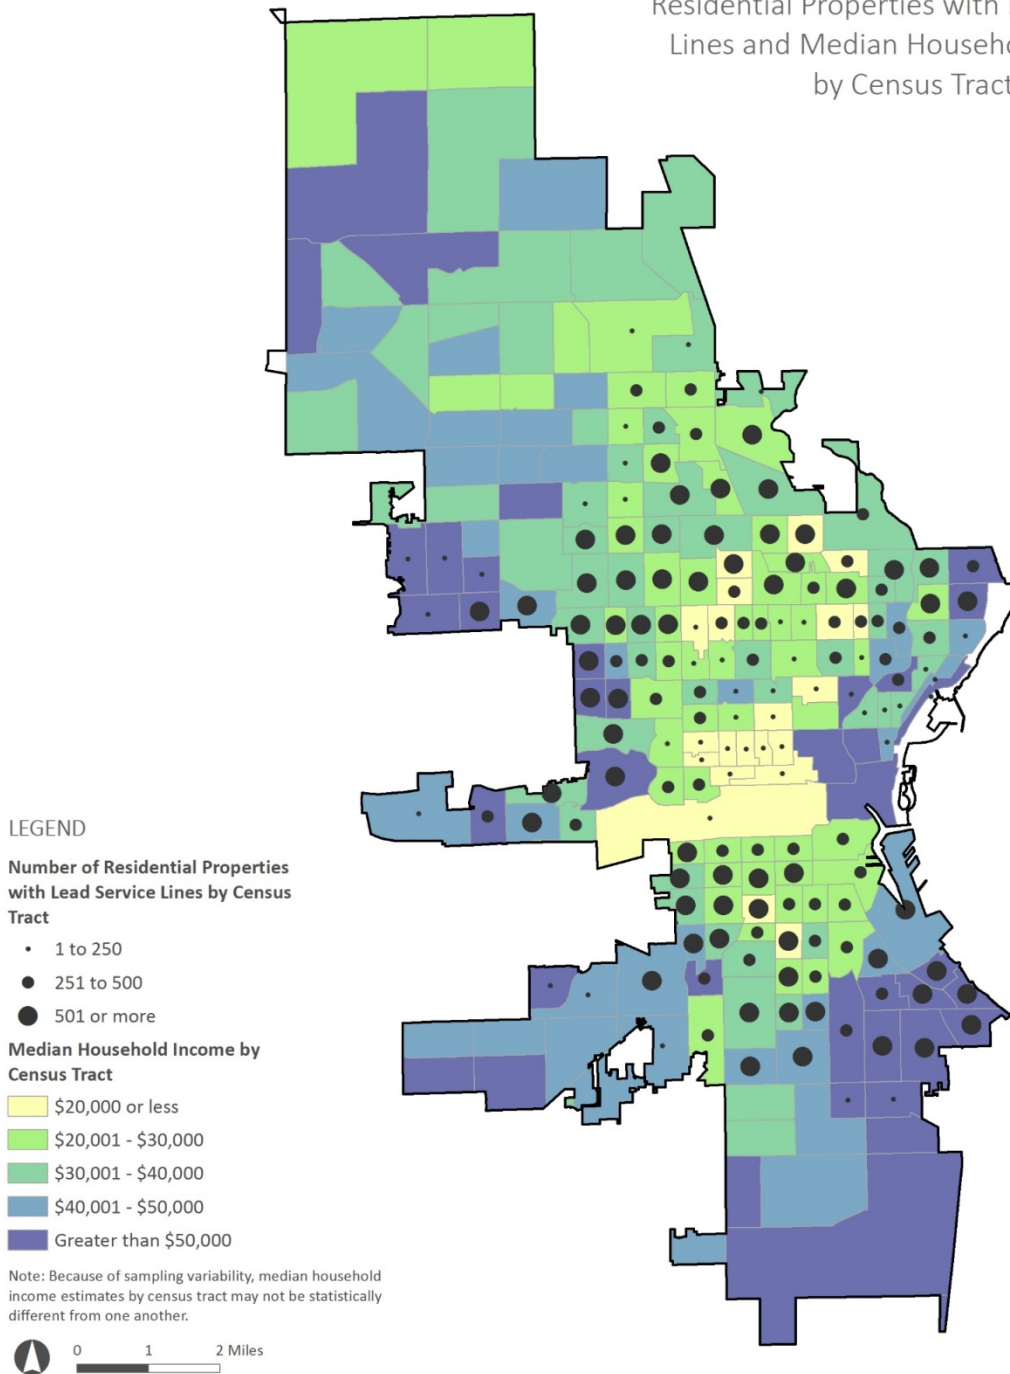 Residential Properties with
Lines and Median Househo
by Census Tract
LEGEND
Number of Residential Properties
with Lead Service Lines by Census
Tract
1 to 250
251 to 500
501 or more
Median Household Income by
Census Tract
$20,000 or less
$20,001 - $30,000
$30,001 - $40,000
$40,001 - $50,000
Greater than $50,000
Note: Because of sampling variability, median household
income estimates by census tract may not be statistically
different from one another.
0 1 2 Miles